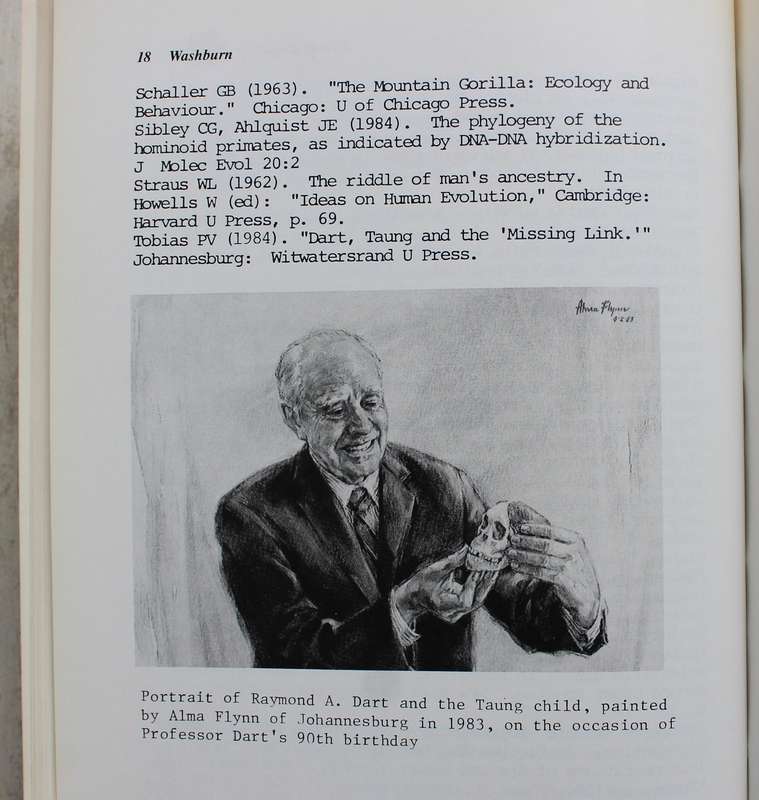 18 Washburn
Schaller GB (1963). "The Mountain Gorilla: Ecology and
Behaviour." Chicago: U of Chicago Press.
Sibley CG, Ahlquist JE (1984). The phylogeny of the
hominoid primates, as indicated by DNA-DNA hybridization.
J Molec Evol 20:2
Straus WL (1962). The riddle of man's ancestry. In
Howells W (ed): "Ideas on Human Evolution," Cambridge:
Harvard U Press, p. 69.
Tobias PV (1984). "Dart, Taung and the 'Missing Link.'"
Johannesburg: Witwatersrand U Press.
Alma Flynn
Portrait of Raymond A. Dart and the Taung child, painted
by Alma Flynn of Johannesburg in 1983, on the occasion of
Professor Dart's 90th birthday